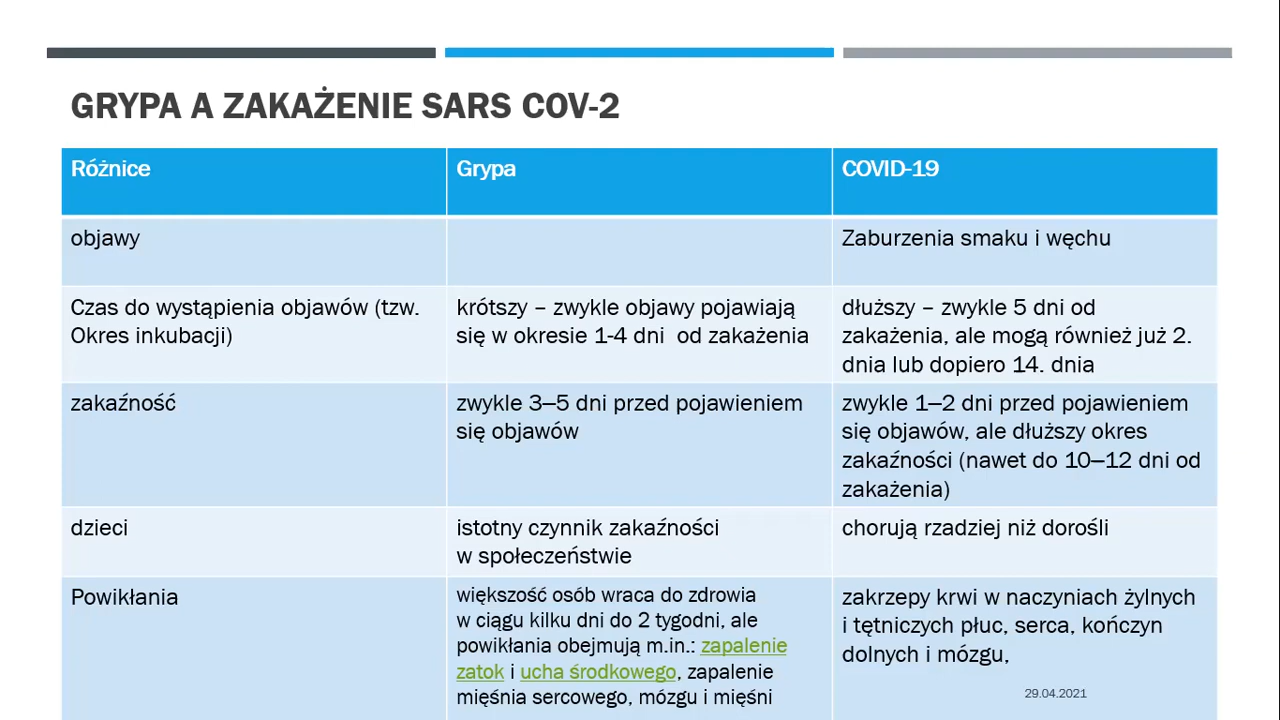 GRYPA A ZAKAŻENIE SARS COV-2
Różnice
Grypa
COVID-19
objawy
Zaburzenia smaku i węchu
Czas do wystąpienia objawów (tzw.
Okres inkubacji)
krótszy – zwykle objawy pojawiają
się w okresie 1-4 dni  od zakażenia
dłuższy – zwykle 5 dni od
zakażenia, ale mogą również już 2.
dnia lub dopiero 14. dnia
zakaźność
zwykle 3–5 dni przed pojawieniem
się objawów
zwykle 1–2 dni przed pojawieniem
się objawów, ale dłuższy okres
zakaźności (nawet do 10–12 dni od
zakażenia)
dzieci
istotny czynnik zakaźności
w społeczeństwie
chorują rzadziej niż dorośli
Powikłania
większość osób wraca do zdrowia
w ciągu kilku dni do 2 tygodni, ale
powikłania obejmują m.in.: zapalenie
zatok i ucha środkowego, zapalenie
mięśnia sercowego, mózgu i mięśni
zakrzepy krwi w naczyniach żylnych
i tętniczych płuc, serca, kończyn
dolnych i mózgu,
29.04.2021